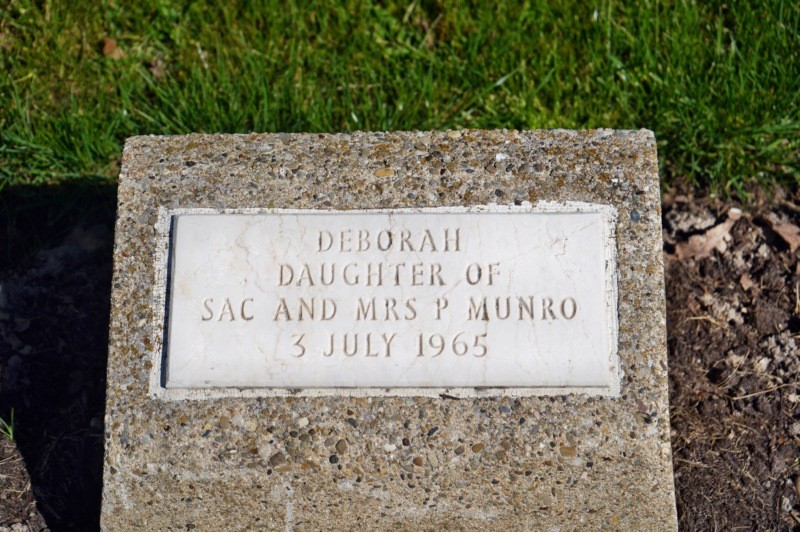 DEBORAH
DAUGHTER OF
SAC AND MRS P MUNRO
3 JULY 1965